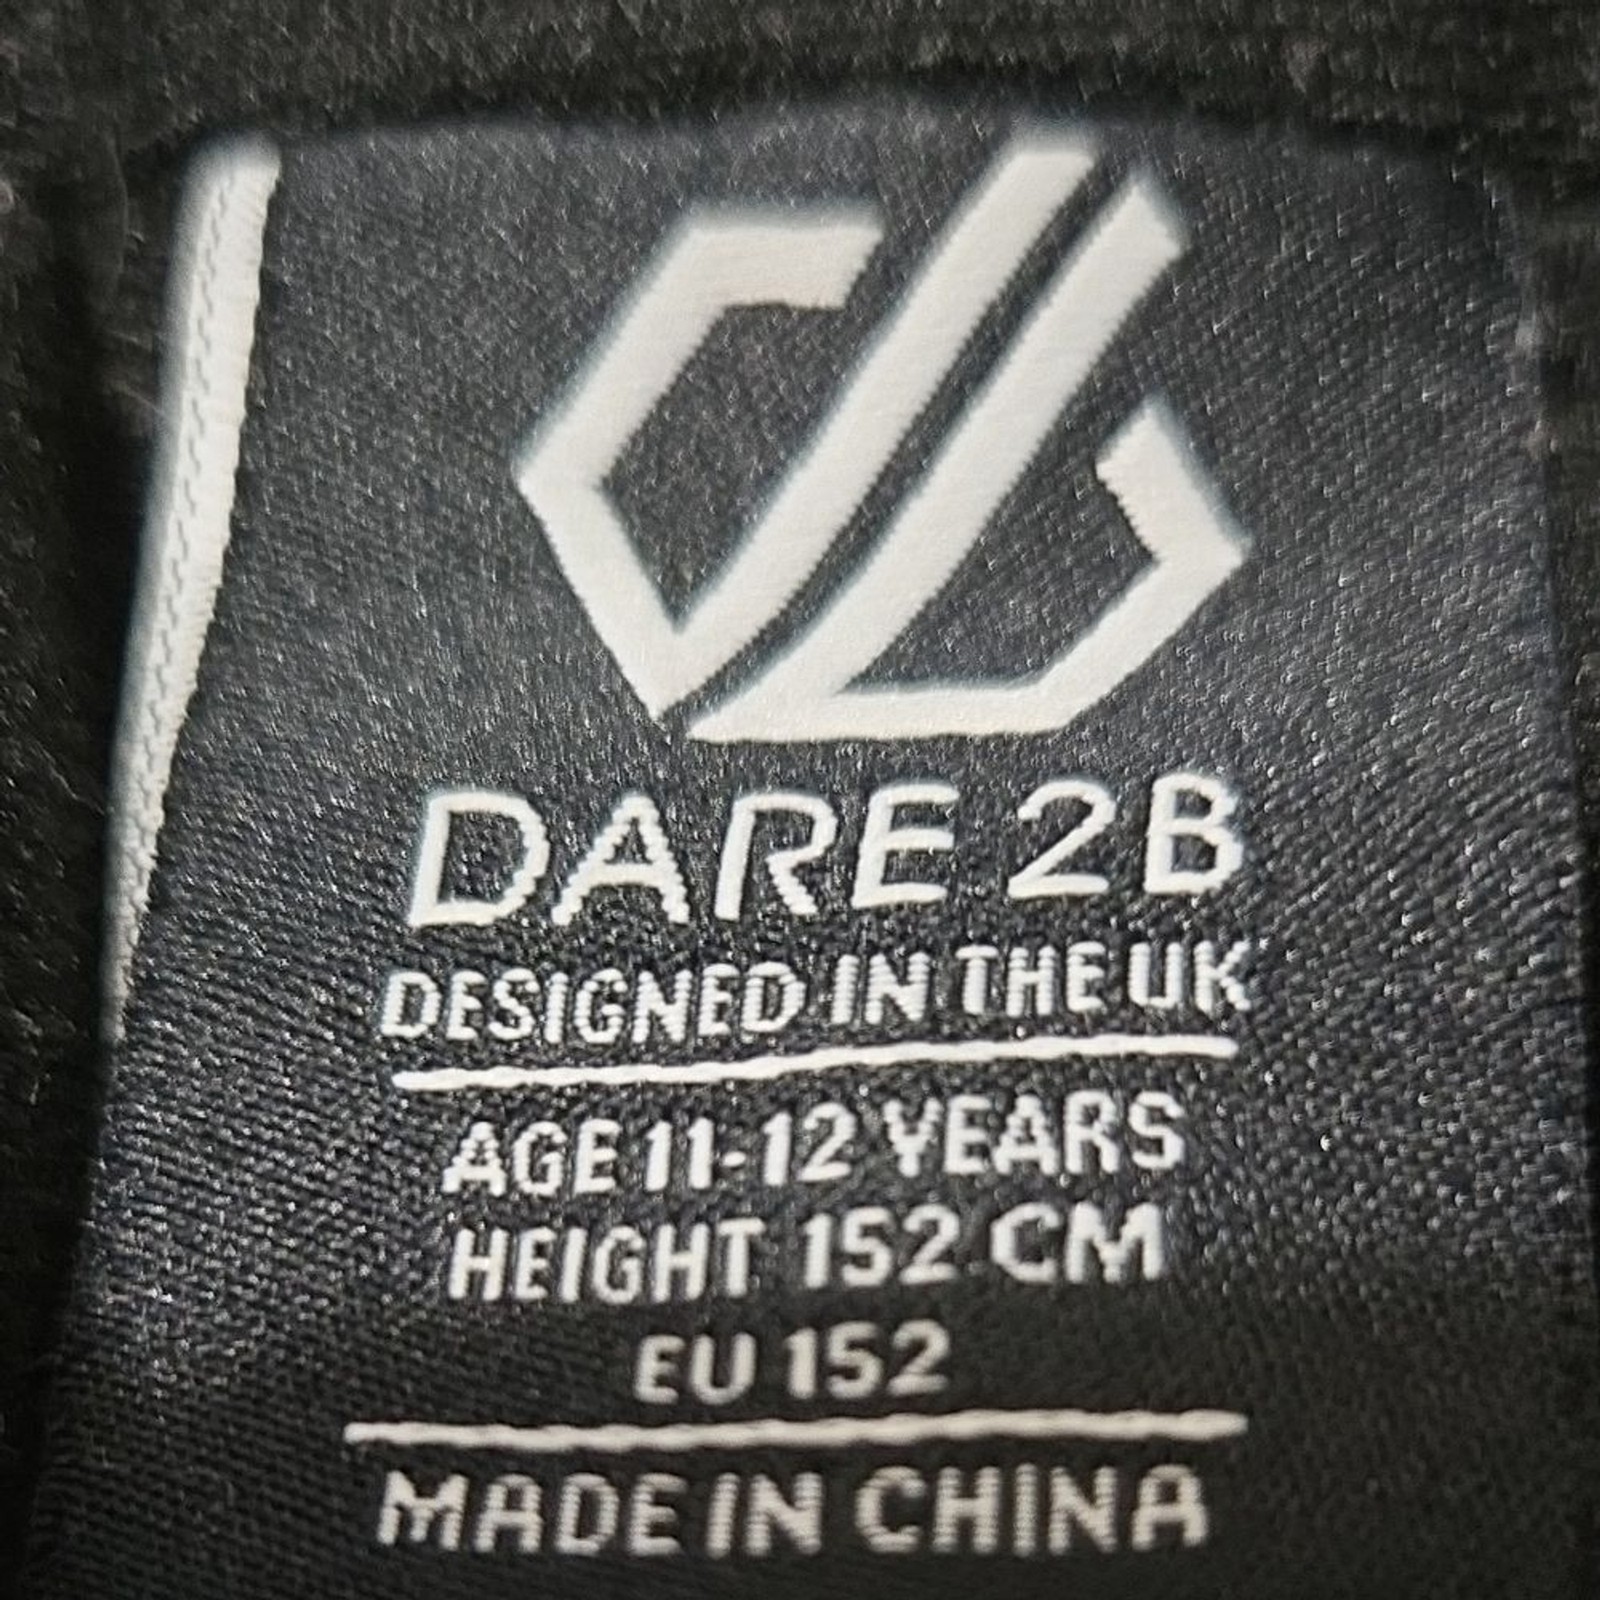 DARE 2B
DESIGNED IN THE UK
AGE 11-12 YEARS
HEIGHT 152 CM
EU 152
MADE IN CHINA